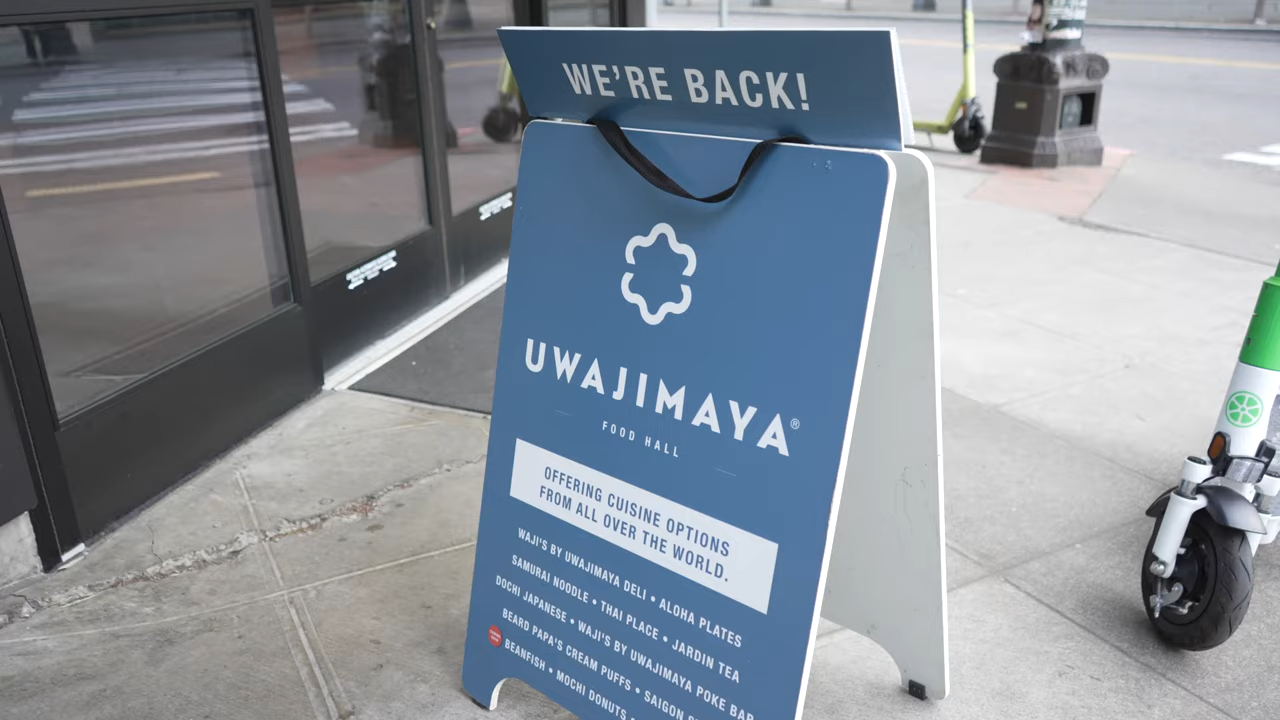 WE'RE BACK!
UWAJIMAYA®
FOOD HALL
OFFERING CUISINE OPTIONS
FROM ALL OVER THE WORLD.
WAJI'S BY UWAJIMAYA DELI • ALOHA PLATES
SAMURAI NOODLE • THAI PLACE • JARDIN TEA
DOCHI JAPANESE • WAJI'S BY UWAJIMAYA POKE BAR
BEARD PAPA'S CREAM PUFFS • SAIGON
BEANFISH • MOCHI DONUTS •